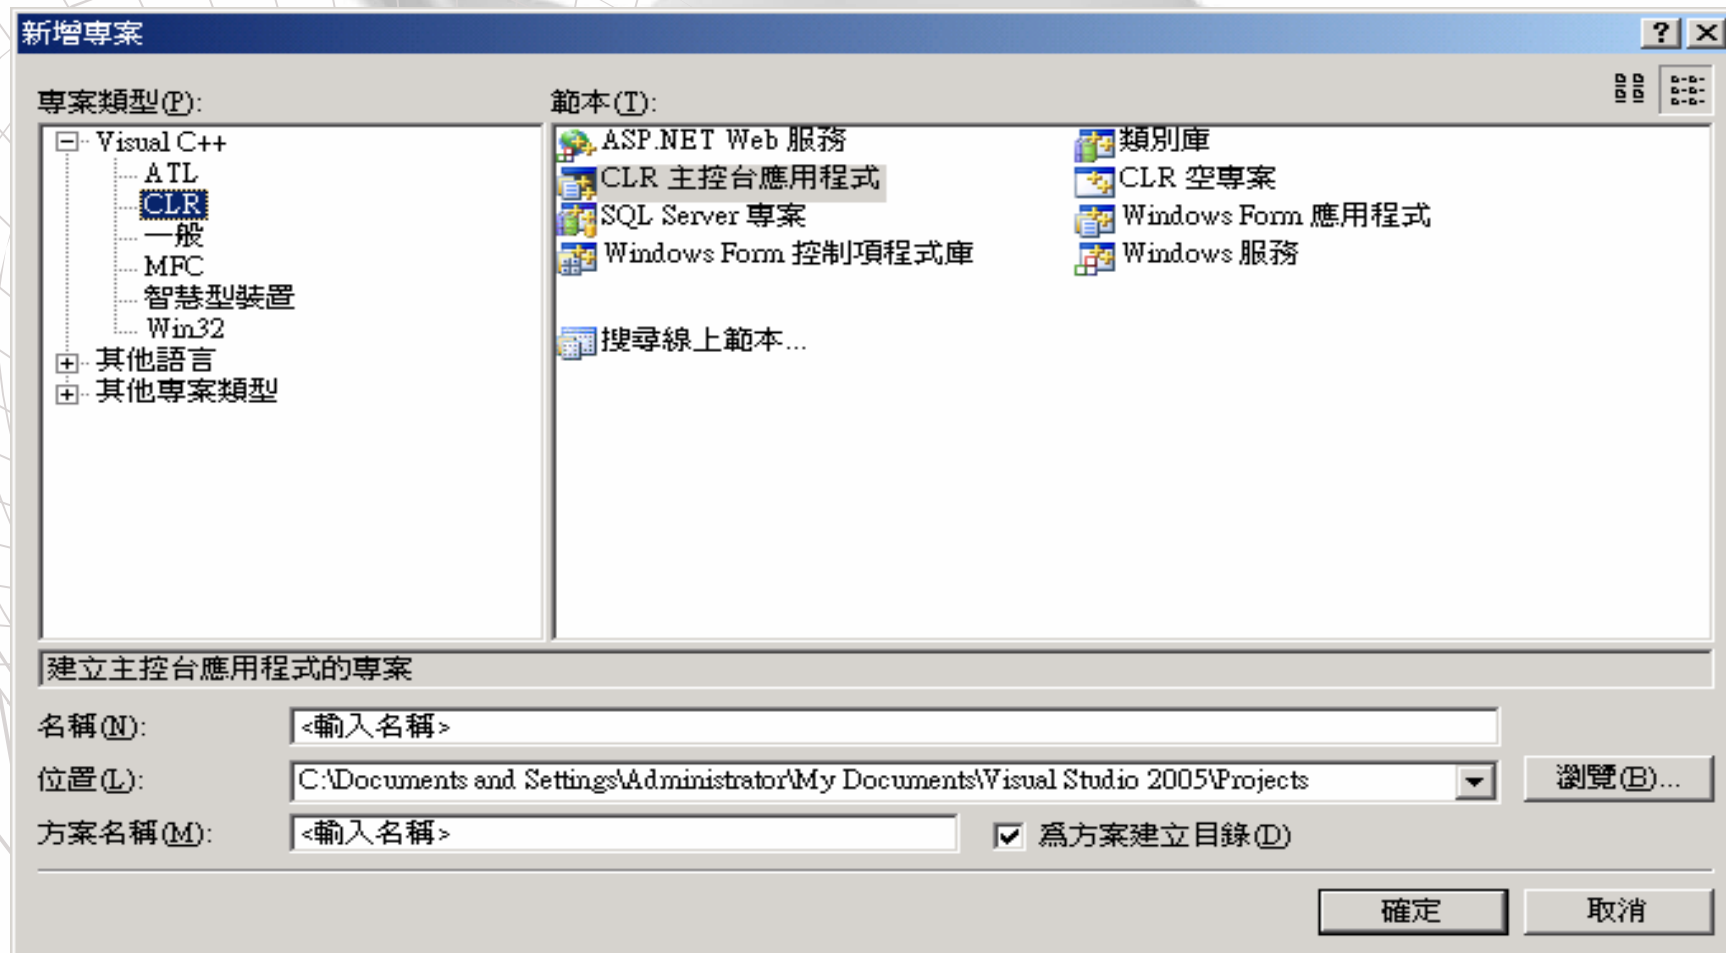 新增專案
專案類型(P):
Visual C++
ATL
CLR
一般
MFC
智慧型裝置
Win32
其他語言
其他專案類型
範本(T):
ASP.NET Web 服務
類別庫
CLR 主控台應用程式
CLR 空專案
SQL Server 專案
Windows Form 應用程式
Windows Form 控制項程式庫
Windows 服務
搜尋線上範本...
建立主控台應用程式的專案
名稱(N): <輸入名稱>
位置(L): C:\Documents and Settings\Administrator\My Documents\Visual Studio 2005\Projects 瀏覽(B)...
方案名稱(M): <輸入名稱> 為方案建立目錄(D)
確定 取消